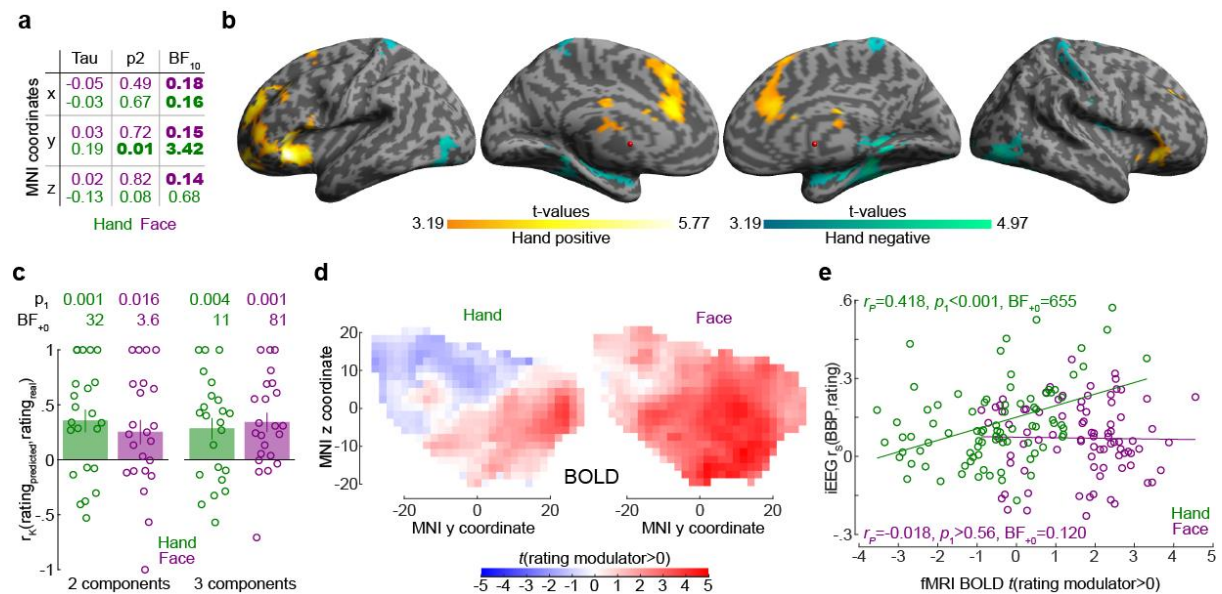 a
Tau p2 BF10
MNI coordinates
x -0.05 0.49 0.18
-0.03 0.67 0.16
y 0.03 0.72 0.15
0.19 0.01 3.42
z 0.02 0.82 0.14
-0.13 0.08 0.68
Hand Face
b
t-values
3.19 5.77
Hand positive
t-values
3.19 4.97
Hand negative
c
p1 0.001 0.016 0.004 0.001
BF+0 32 3.6 11 81
rK(ratingpredicted,ratingreal)
1
.5
0
-.5
-1
Hand
Face
2 components 3 components
d
Hand Face
MNI z coordinate
20
10
0
-10
-20
BOLD
-20 0 20 -20 0 20
MNI y coordinate MNI y coordinate
t(rating modulator>0)
-5 -4 -3 -2 -1 0 1 2 3 4 5
e
iEEG rS(BBP, rating)
.6
.3
0
-.3
rP=0.418, p1<0.001, BF+0=655
Hand
Face
rP=-0.018, p1>0.56, BF+0=0.120
-4 -3 -2 -1 0 1 2 3 4 5
fMRI BOLD t(rating modulator>0)